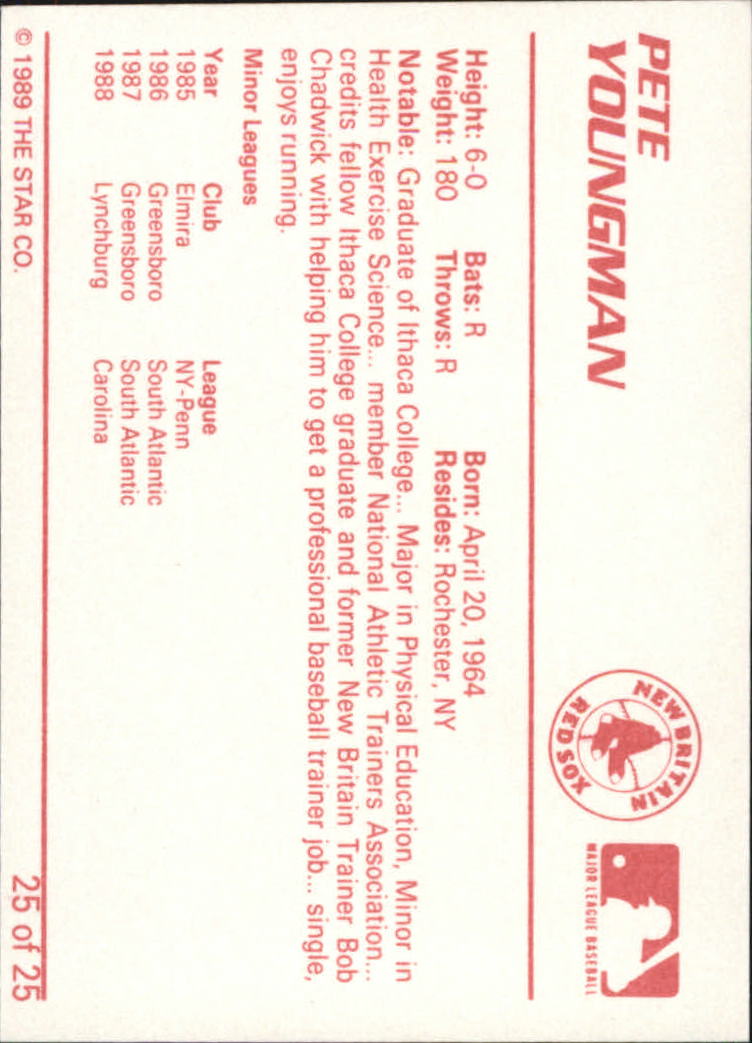 PETE
YOUNGMAN
NEW BRITAIN
RED SOX
MAJOR LEAGUE BASEBALL
Height: 6-0 Bats: R Born: April 20, 1964
Weight: 180 Throws: R Resides: Rochester, NY
Notable: Graduate of Ithaca College... Major in Physical Education, Minor in
Health Exercise Science... member National Athletic Trainers Association...
credits fellow Ithaca College graduate and former New Britain Trainer Bob
Chadwick with helping him to get a professional baseball trainer job... single,
enjoys running.
Minor Leagues
Year Club League
1985 Elmira NY-Penn
1986 Greensboro South Atlantic
1987 Greensboro South Atlantic
1988 Lynchburg Carolina
© 1989 THE STAR CO. 25 of 25